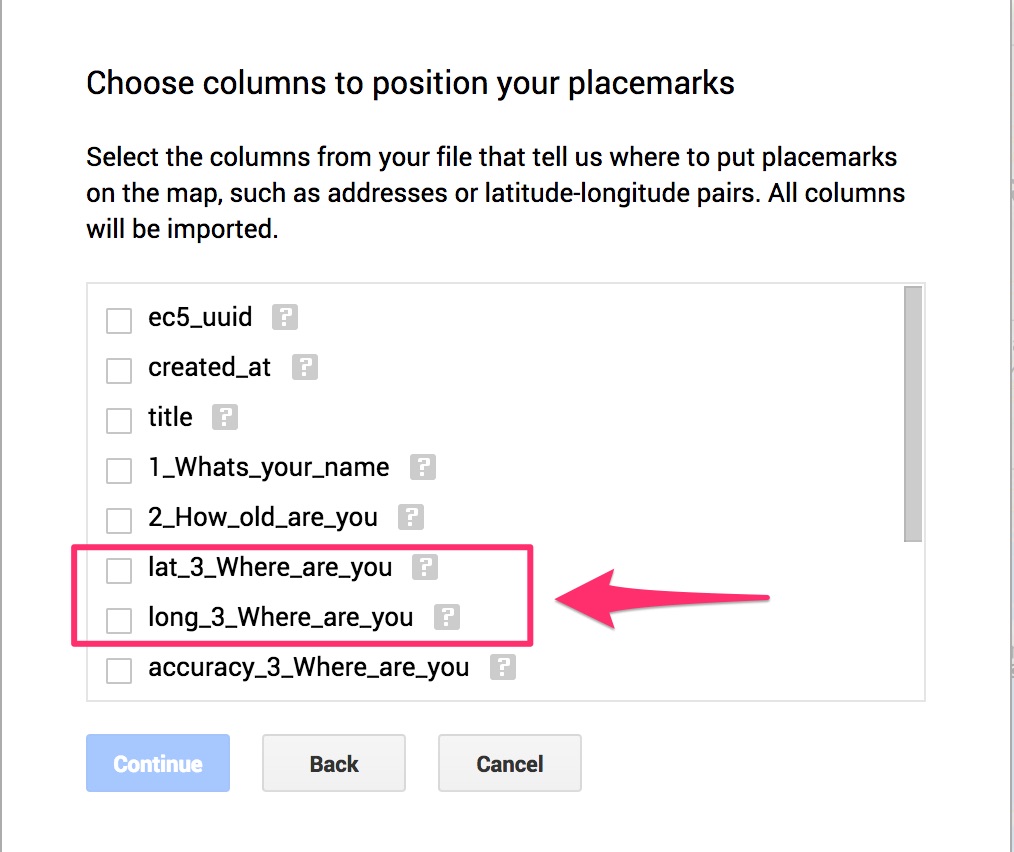 Choose columns to position your placemarks
Select the columns from your file that tell us where to put placemarks
on the map, such as addresses or latitude-longitude pairs. All columns
will be imported.
ec5_uuid ?
created_at ?
title ?
1_Whats_your_name ?
2_How_old_are_you ?
lat_3_Where_are_you ?
long_3_Where_are_you ?
accuracy_3_Where_are_you ?
Continue Back Cancel